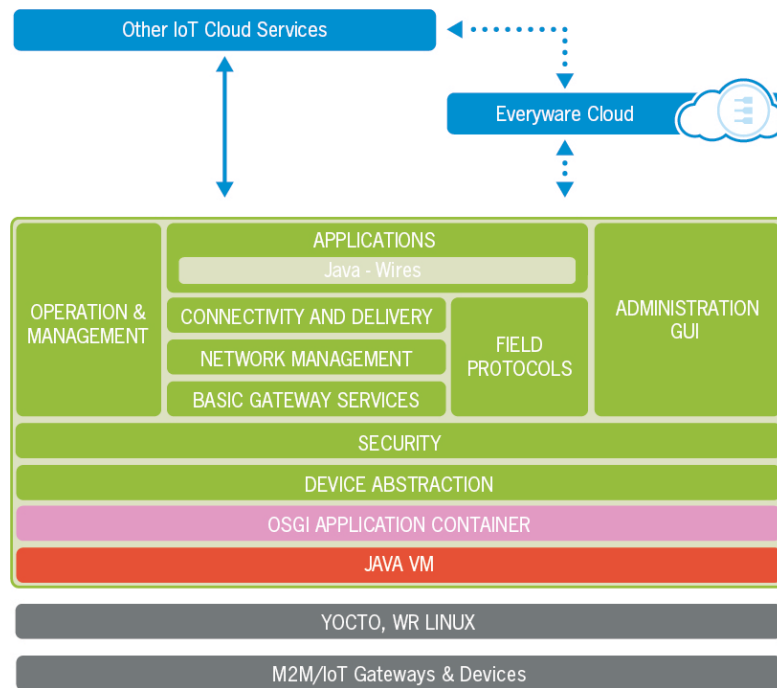 Other IoT Cloud Services
Everyware Cloud
APPLICATIONS
Java - Wires
OPERATION &
MANAGEMENT
CONNECTIVITY AND DELIVERY
NETWORK MANAGEMENT
BASIC GATEWAY SERVICES
FIELD
PROTOCOLS
ADMINISTRATION
GUI
SECURITY
DEVICE ABSTRACTION
OSGI APPLICATION CONTAINER
JAVA VM
YOCTO, WR LINUX
M2M/IoT Gateways & Devices